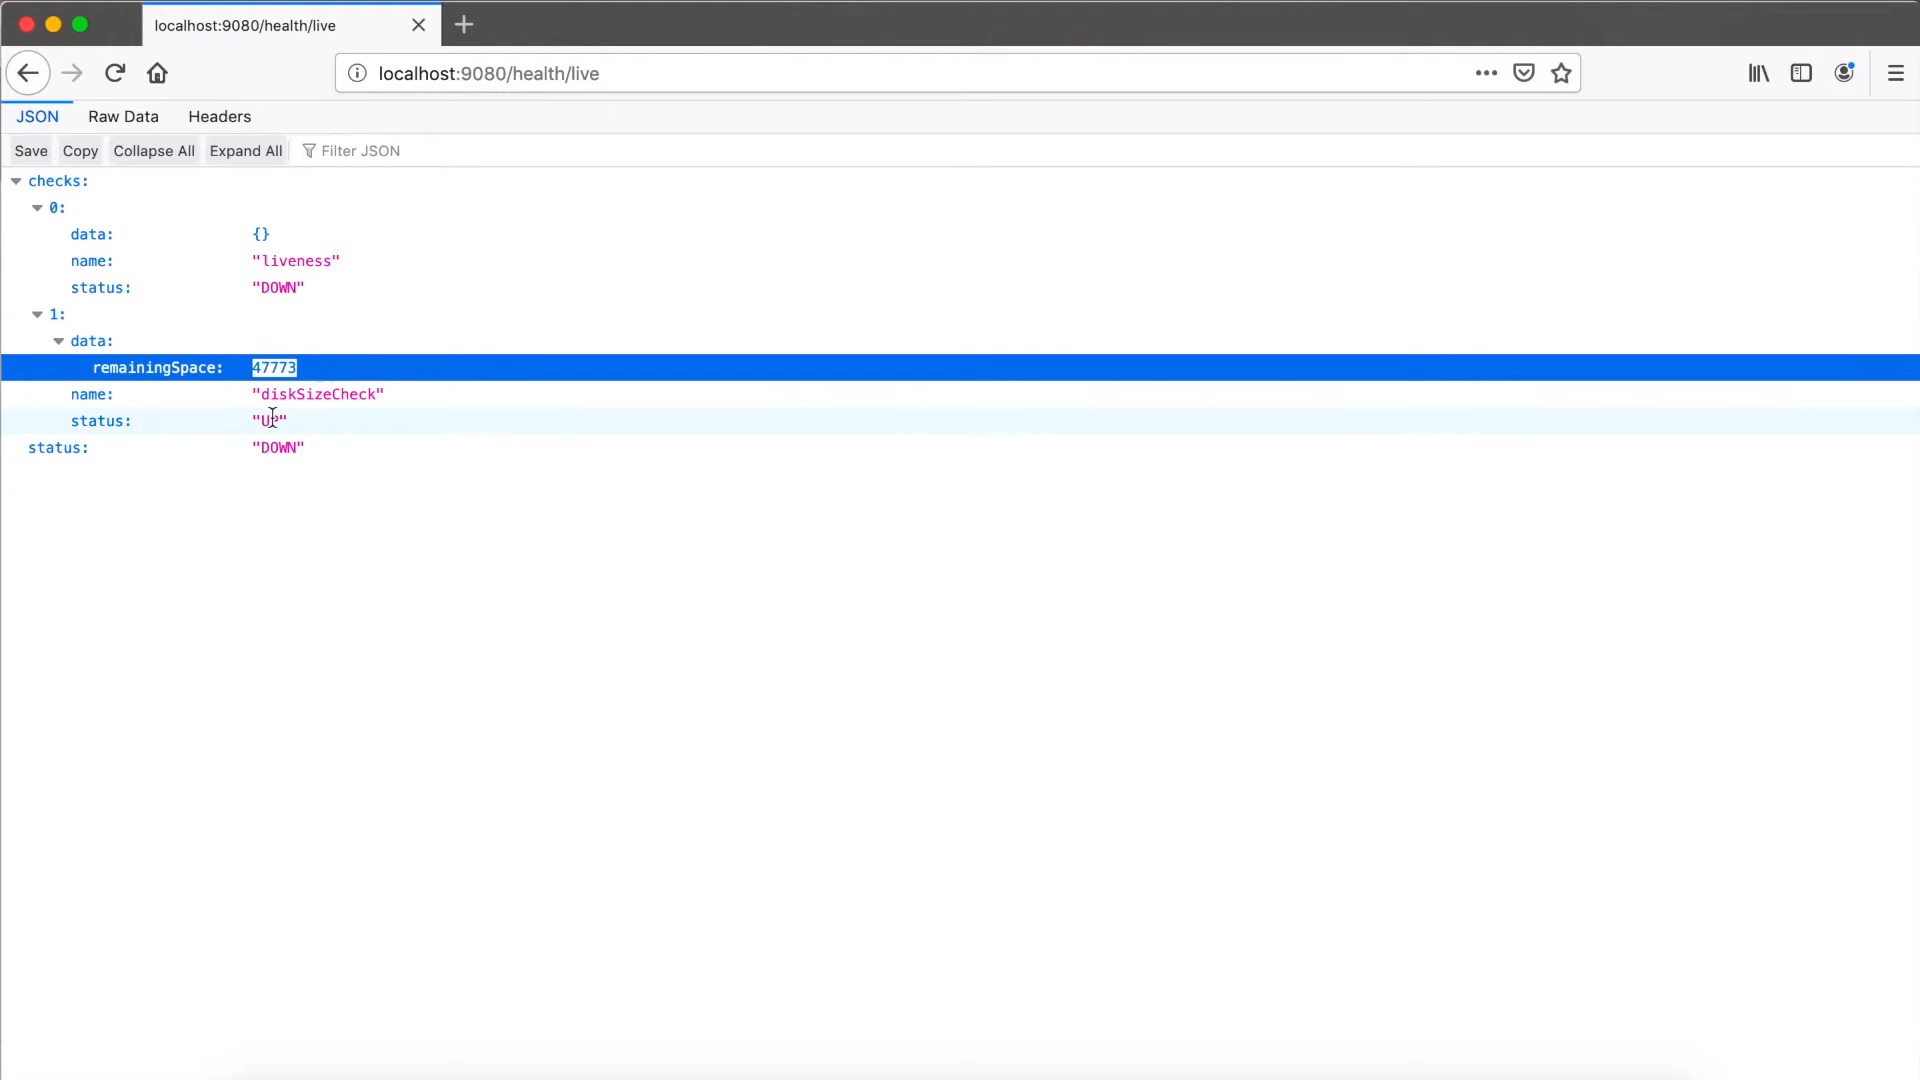 localhost:9080/health/live
localhost:9080/health/live
JSON Raw Data Headers
Save Copy Collapse All Expand All Filter JSON
checks:
0:
data: {}
name: "liveness"
status: "DOWN"
1:
data:
remainingSpace: 47773
name: "diskSizeCheck"
status: "UP"
status: "DOWN"